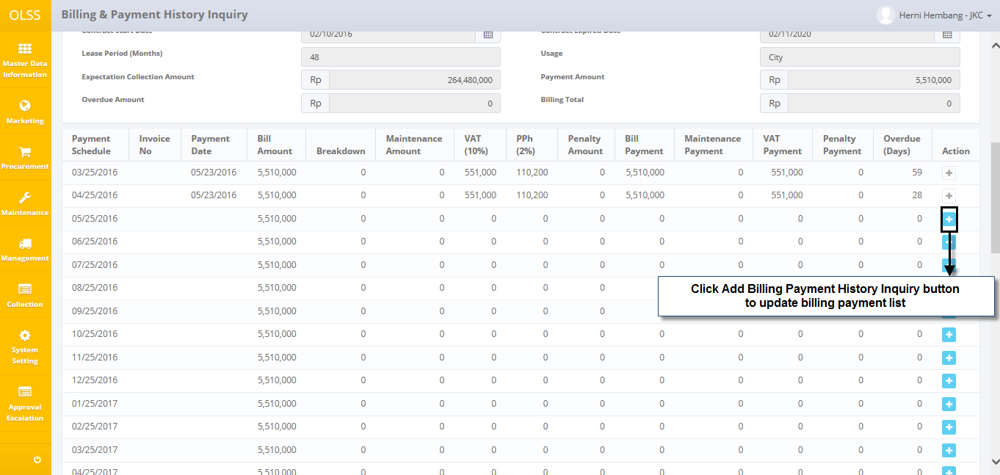 OLSS
Billing & Payment History Inquiry
Herni Hembang - JKC
Contract Start Date 02/10/2016 Contract Expired Date 02/11/2020
Lease Period (Months) 48 Usage City
Expectation Collection Amount Rp 264,480,000 Payment Amount Rp 5,510,000
Overdue Amount Rp 0 Billing Total Rp 0
Master Data
Information
Marketing
Procurement
Maintenance
Management
Collection
System
Setting
Approval
Escalation
Payment Invoice Payment Bill Maintenance VAT PPh Penalty Bill Maintenance VAT Penalty Overdue
Schedule No Date Amount Breakdown Amount (10%) (2%) Amount Payment Payment Payment Payment (Days) Action
03/25/2016 05/23/2016 5,510,000 0 0 551,000 110,200 0 5,510,000 0 551,000 0 59
04/25/2016 05/23/2016 5,510,000 0 0 551,000 110,200 0 5,510,000 0 551,000 0 28
05/25/2016 5,510,000 0 0 0 0 0 0 0 0 0 0
06/25/2016 5,510,000 0 0 0 0 0 0 0 0 0 0
07/25/2016 5,510,000 0 0 0 0 0 0 0 0 0 0
08/25/2016 5,510,000 0 0 0 0 0
09/25/2016 5,510,000 0 0 0 0 0
Click Add Billing Payment History Inquiry button
to update billing payment list
10/25/2016 5,510,000 0 0 0 0 0 0 0 0 0 0
11/25/2016 5,510,000 0 0 0 0 0 0 0 0 0 0
12/25/2016 5,510,000 0 0 0 0 0 0 0 0 0 0
01/25/2017 5,510,000 0 0 0 0 0 0 0 0 0 0
02/25/2017 5,510,000 0 0 0 0 0 0 0 0 0 0
03/25/2017 5,510,000 0 0 0 0 0 0 0 0 0 0
04/25/2017 5,510,000 0 0 0 0 0 0 0 0 0 0